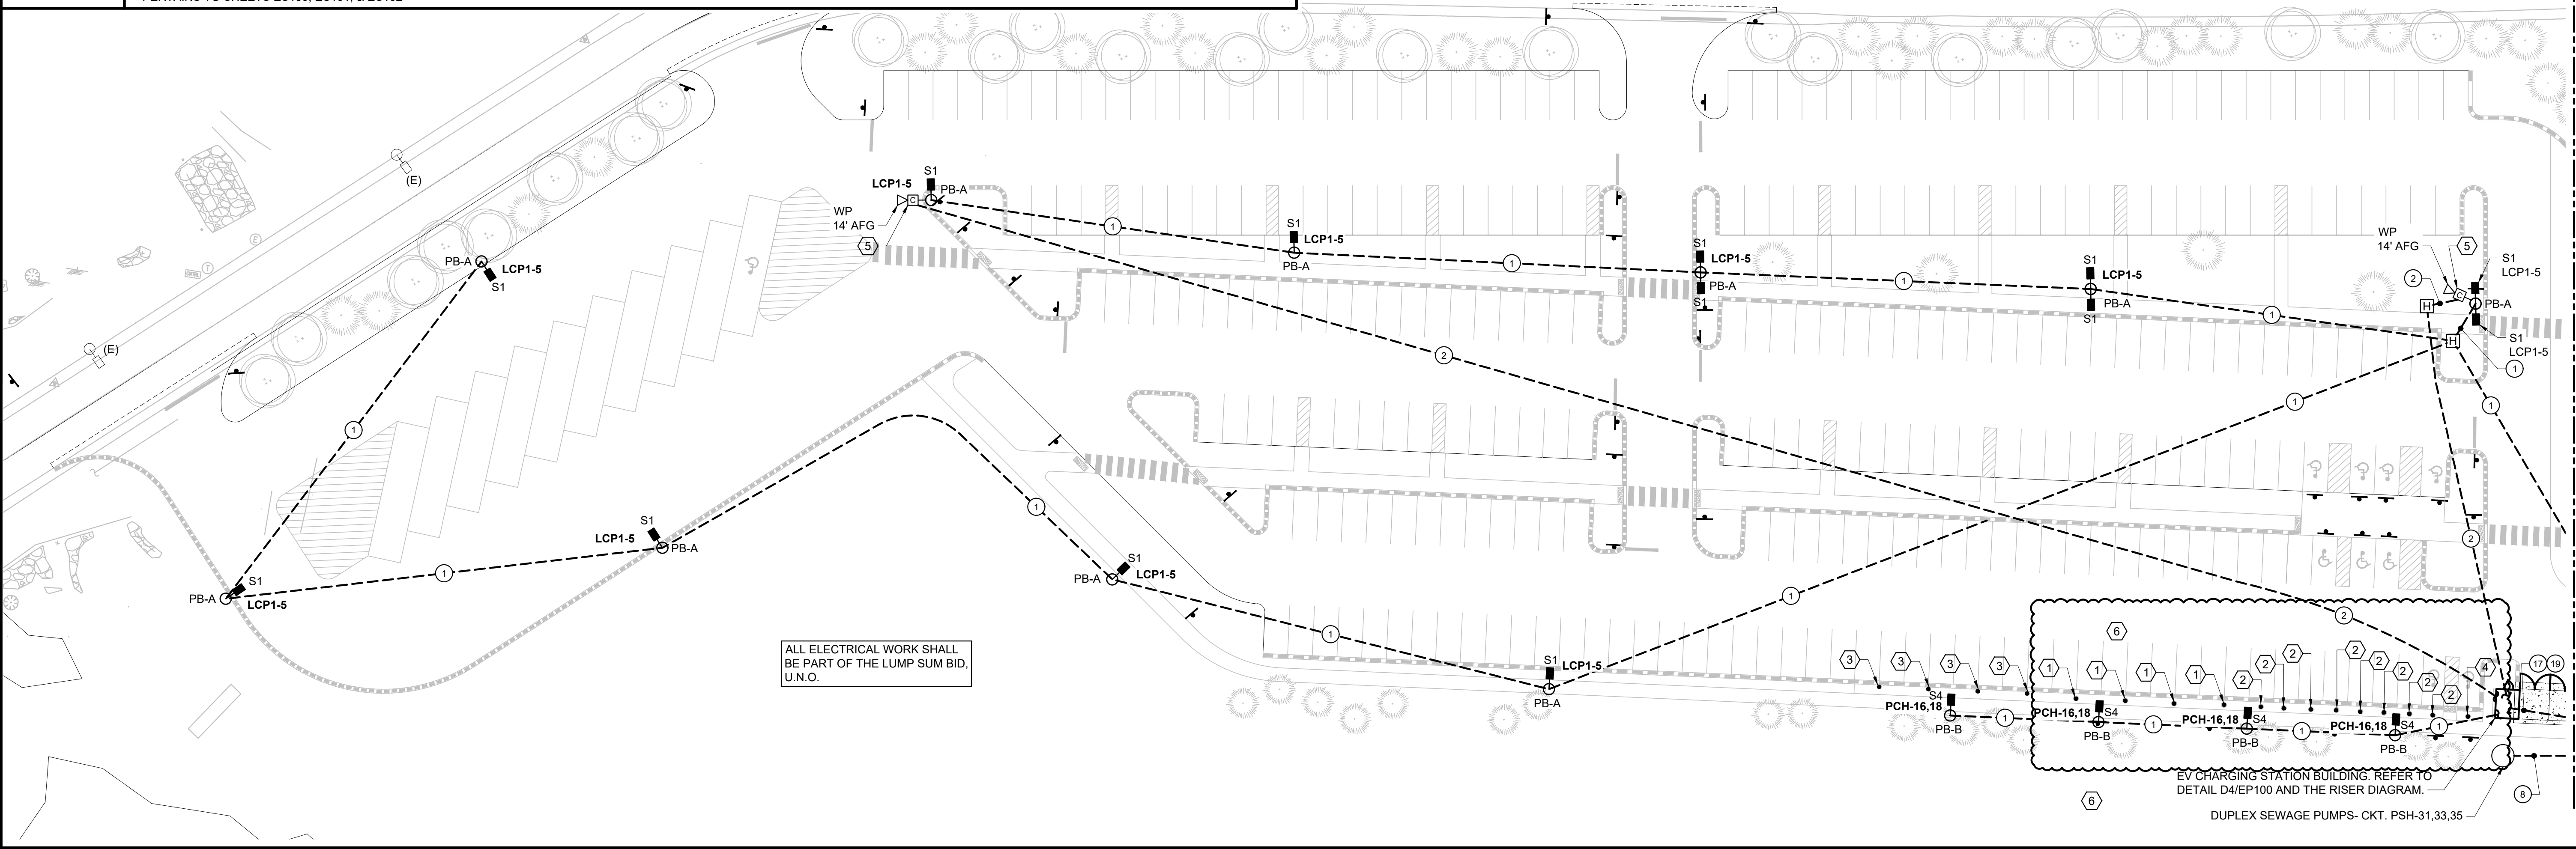 (E)
(E)
E
T
PB-A
LCP1-5
S1
1
PB-A
S1
LCP1-5
1
S1
LCP1-5
PB-A
1
S1
PB-A
LCP1-5
1
S1
LCP1-5
PB-A
1
LCP1-5
S1
PB-A
C
WP
14' AFG
5
1
S1
LCP1-5
PB-A
1
S1
LCP1-5
PB-A
S1
1
S1
LCP1-5
PB-A
S1
1
2
WP
14' AFG
5
C
2
H
H
S1
LCP1-5
PB-A
S1
LCP1-5
1
1
1
2
1
2
ALL ELECTRICAL WORK SHALL
BE PART OF THE LUMP SUM BID,
U.N.O.
6
3
3
3
3
1
1
1
1
2
2
2
2
2
2
2
2
4
17
19
S4
PCH-16,18
PB-B
1
PCH-16,18
S4
PB-B
1
PCH-16,18
S4
PB-B
1
PCH-16,18
S4
PB-B
1
EV CHARGING STATION BUILDING. REFER TO
DETAIL D4/EP100 AND THE RISER DIAGRAM.
6
8
DUPLEX SEWAGE PUMPS- CKT. PSH-31,33,35